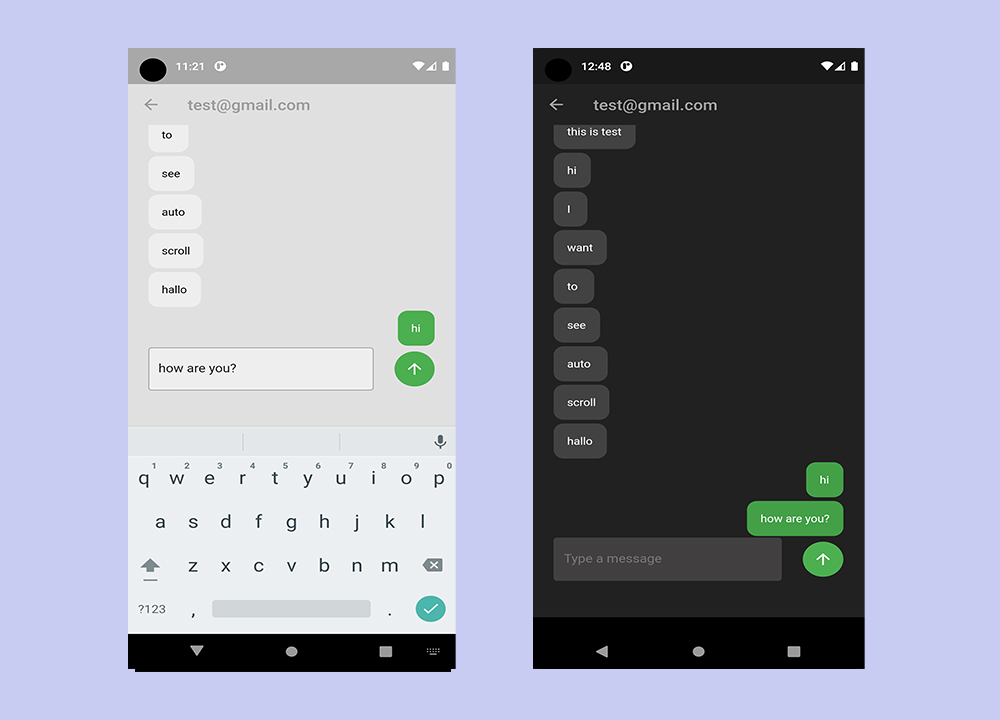 11:21
test@gmail.com
to
see
auto
scroll
hallo
hi
how are you?
1 2 3 4 5 6 7 8 9 0
q w e r t y u i o p
a s d f g h j k l
z x c v b n m
?123 , .
12:48
test@gmail.com
this is test
hi
I
want
to
see
auto
scroll
hallo
hi
how are you?
Type a message